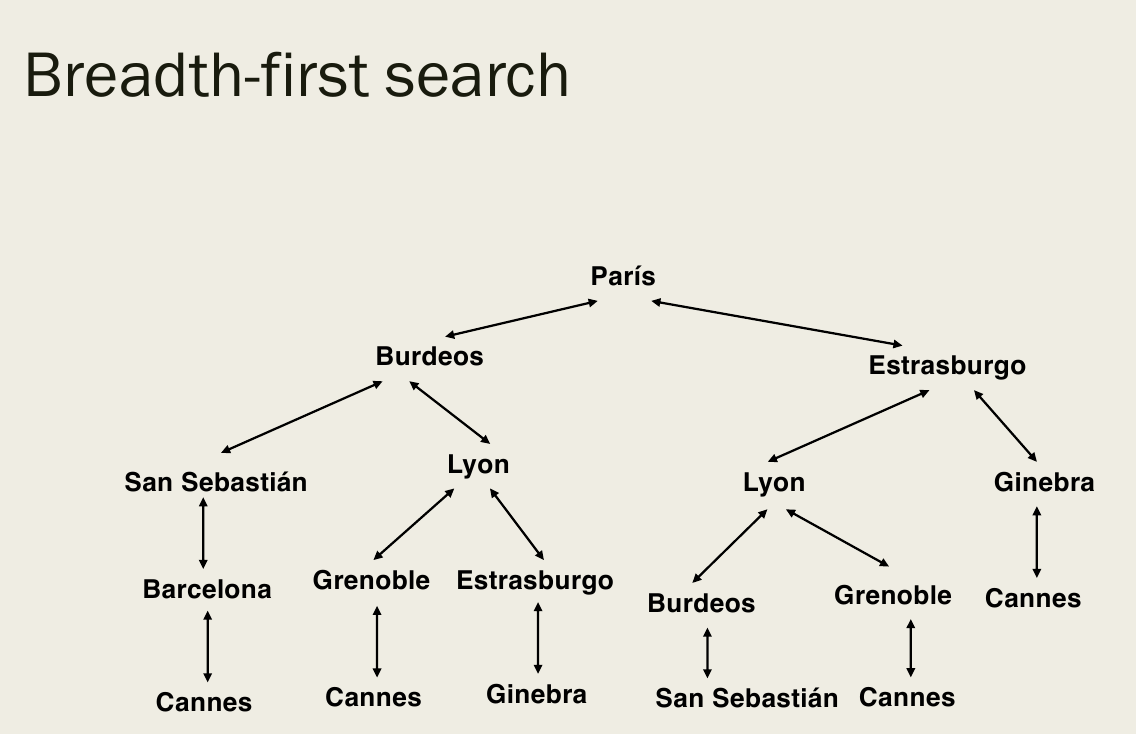 Breadth-first search
París
Burdeos
Estrasburgo
San Sebastián
Lyon
Lyon
Ginebra
Barcelona
Grenoble
Estrasburgo
Burdeos
Grenoble
Cannes
Cannes
Cannes
Ginebra
San Sebastián
Cannes